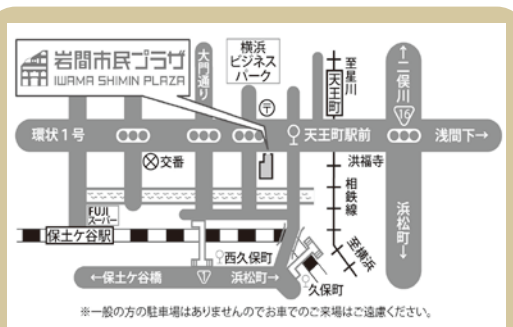 岩間市民プラザ
IWAMA SHIMIN PLAZA
大門通り
横浜
ビジネス
パーク
〒
至星川
天王町
↑二俣川
16
環状1号
天王町駅前
浅間下→
交番
洪福寺
相鉄線
浜松町↓
FUJI
スーパー
保土ケ谷駅
西久保町
至横浜
←保土ケ谷橋
1
浜松町→
久保町
※一般の方の駐車場はありませんのでお車でのご来場はご遠慮ください。